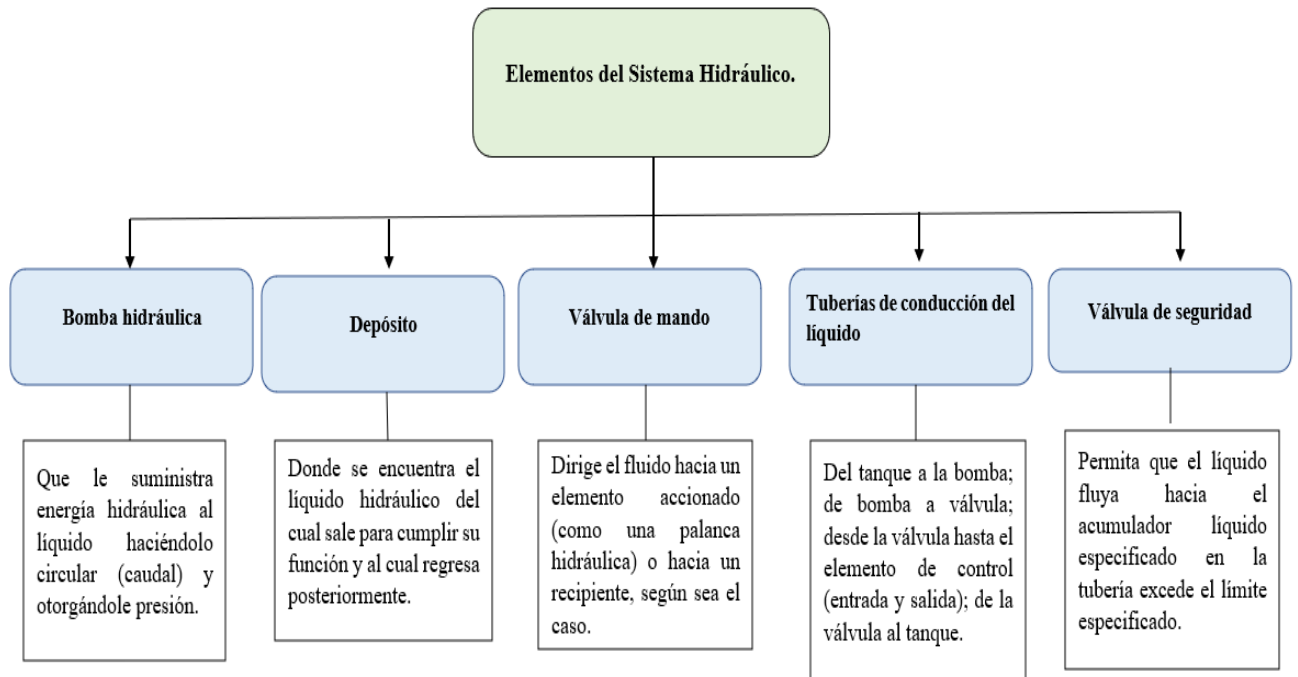 Elementos del Sistema Hidráulico.
Bomba hidráulica
Depósito
Válvula de mando
Tuberías de conducción del
líquido
Válvula de seguridad
Que le suministra
energía hidráulica al
líquido haciéndolo
circular (caudal) y
otorgándole presión.
Donde se encuentra el
líquido hidráulico del
cual sale para cumplir su
función y al cual regresa
posteriormente.
Dirige el fluido hacia un
elemento accionado
(como una palanca
hidráulica) o hacia un
recipiente, según sea el
caso.
Del tanque a la bomba;
de bomba a válvula;
desde la válvula hasta el
elemento de control
(entrada y salida); de la
válvula al tanque.
Permita que el líquido
fluya hacia el
acumulador líquido
especificado en la
tubería excede el límite
especificado.